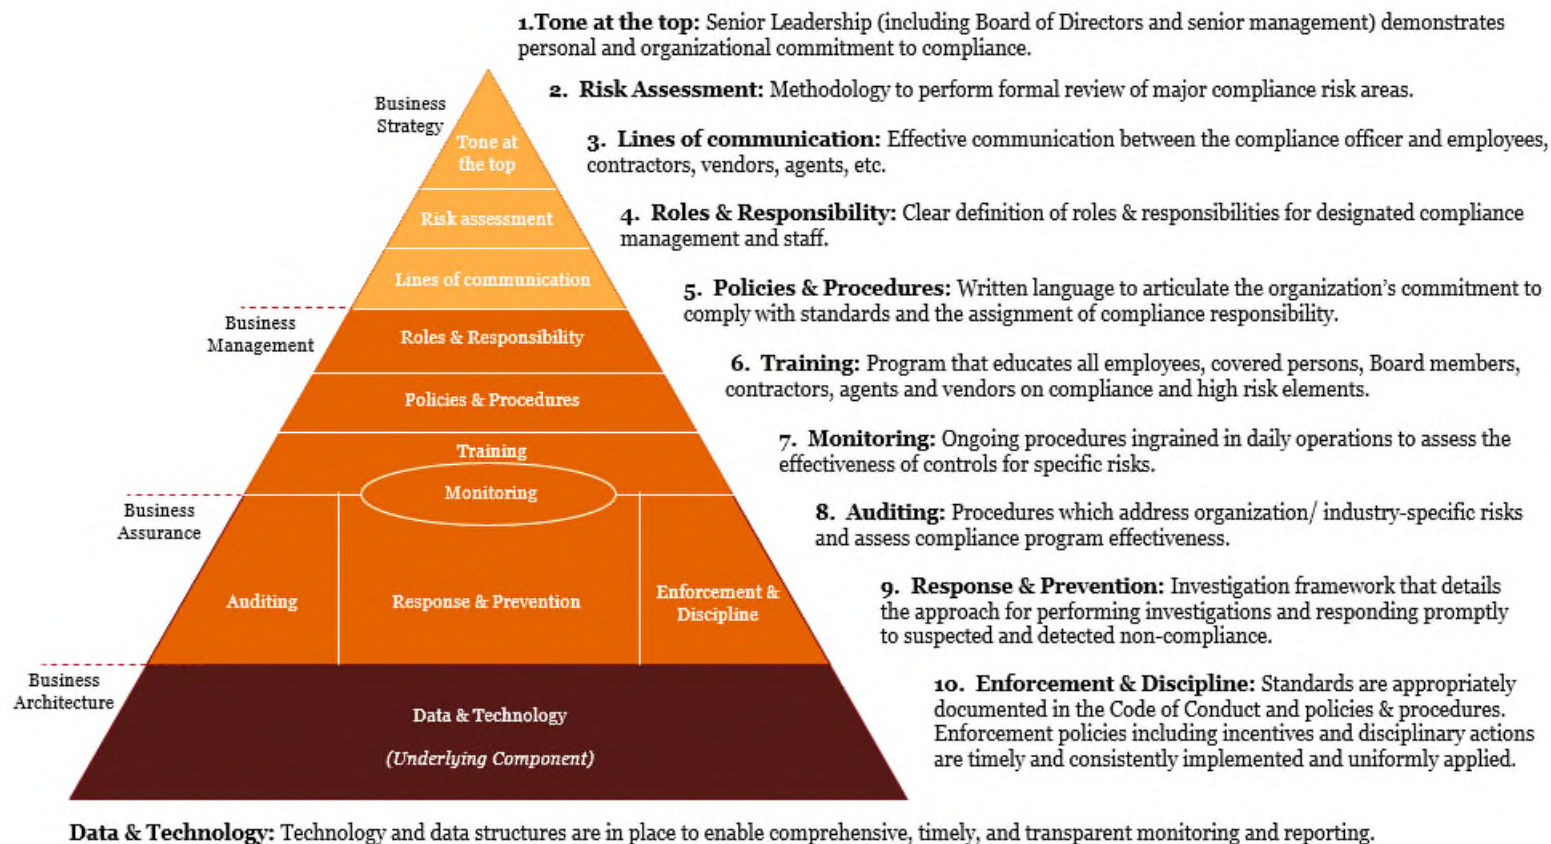 1.Tone at the top: Senior Leadership (including Board of Directors and senior management) demonstrates
personal and organizational commitment to compliance.
2. Risk Assessment: Methodology to perform formal review of major compliance risk areas.
3. Lines of communication: Effective communication between the compliance officer and employees,
contractors, vendors, agents, etc.
4. Roles & Responsibility: Clear definition of roles & responsibilities for designated compliance
management and staff.
5. Policies & Procedures: Written language to articulate the organization's commitment to
comply with standards and the assignment of compliance responsibility.
6. Training: Program that educates all employees, covered persons, Board members,
contractors, agents and vendors on compliance and high risk elements.
7. Monitoring: Ongoing procedures ingrained in daily operations to assess the
effectiveness of controls for specific risks.
8. Auditing: Procedures which address organization/ industry-specific risks
and assess compliance program effectiveness.
9. Response & Prevention: Investigation framework that details
the approach for performing investigations and responding promptly
to suspected and detected non-compliance.
10. Enforcement & Discipline: Standards are appropriately
documented in the Code of Conduct and policies & procedures.
Enforcement policies including incentives and disciplinary actions
are timely and consistently implemented and uniformly applied.
Business
Strategy
Tone at
the top
Risk assessment
Lines of communication
Business
Management
Roles & Responsibility
Policies & Procedures
Training
Monitoring
Business
Assurance
Auditing
Response & Prevention
Enforcement &
Discipline
Business
Architecture
Data & Technology
(Underlying Component)
Data & Technology: Technology and data structures are in place to enable comprehensive, timely, and transparent monitoring and reporting.